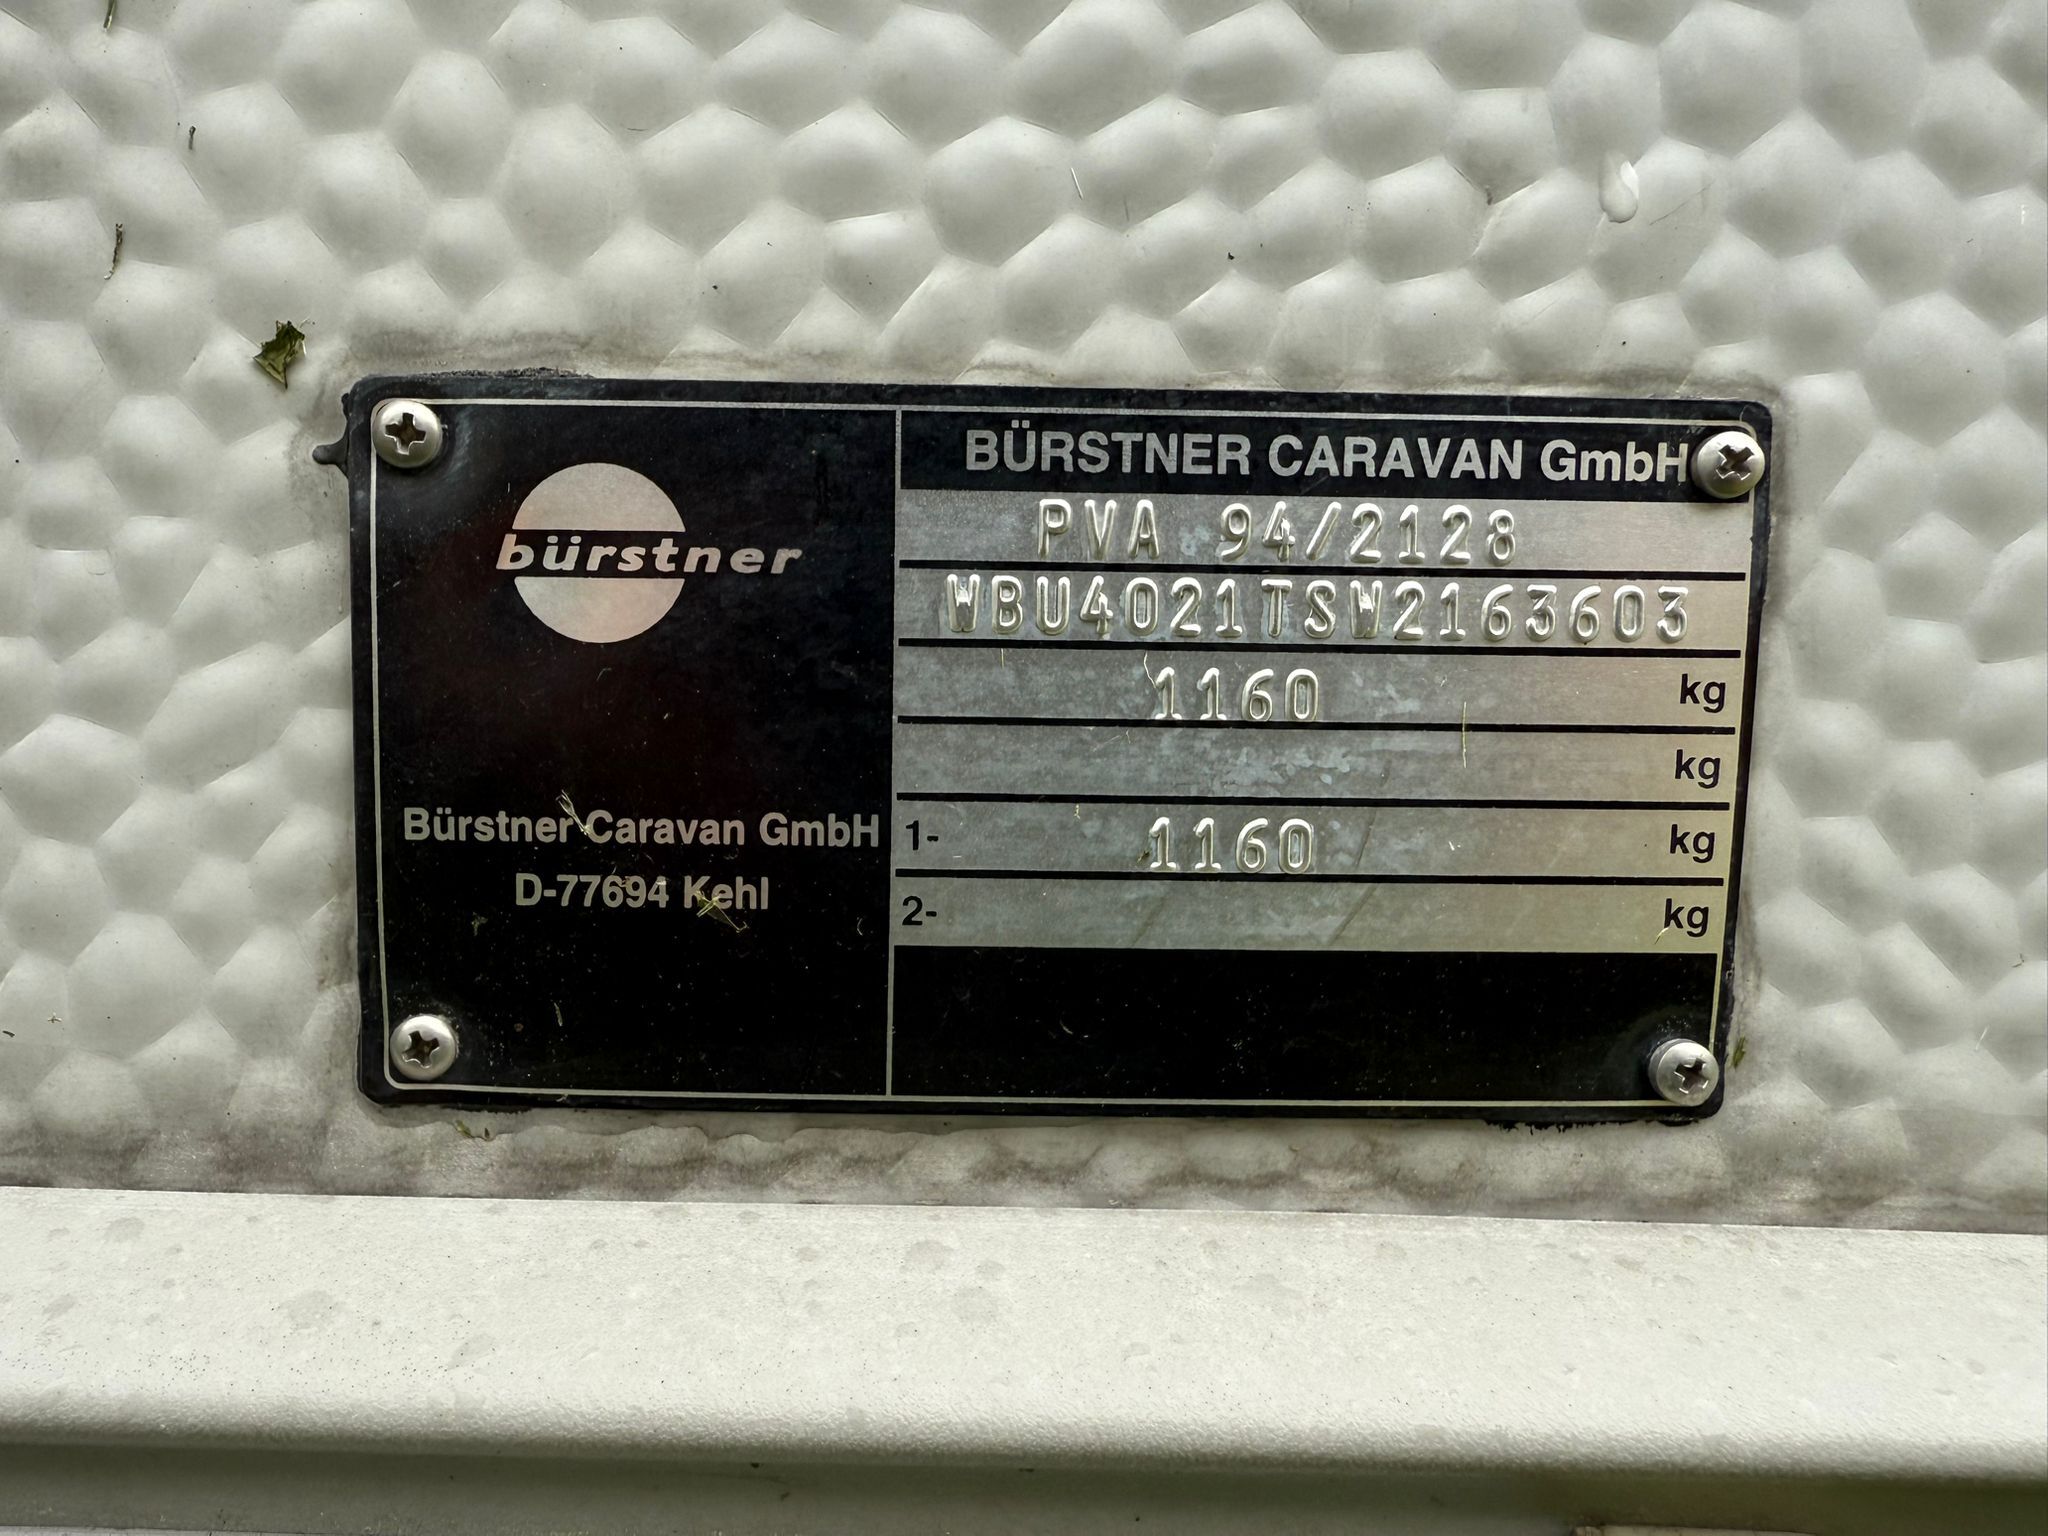 bürstner
Bürstner Caravan GmbH
D-77694 Kehl
BÜRSTNER CARAVAN GmbH
PVA 94/2128
WBU4021TSW2163603
1160 kg
kg
1- 1160 kg
2- kg